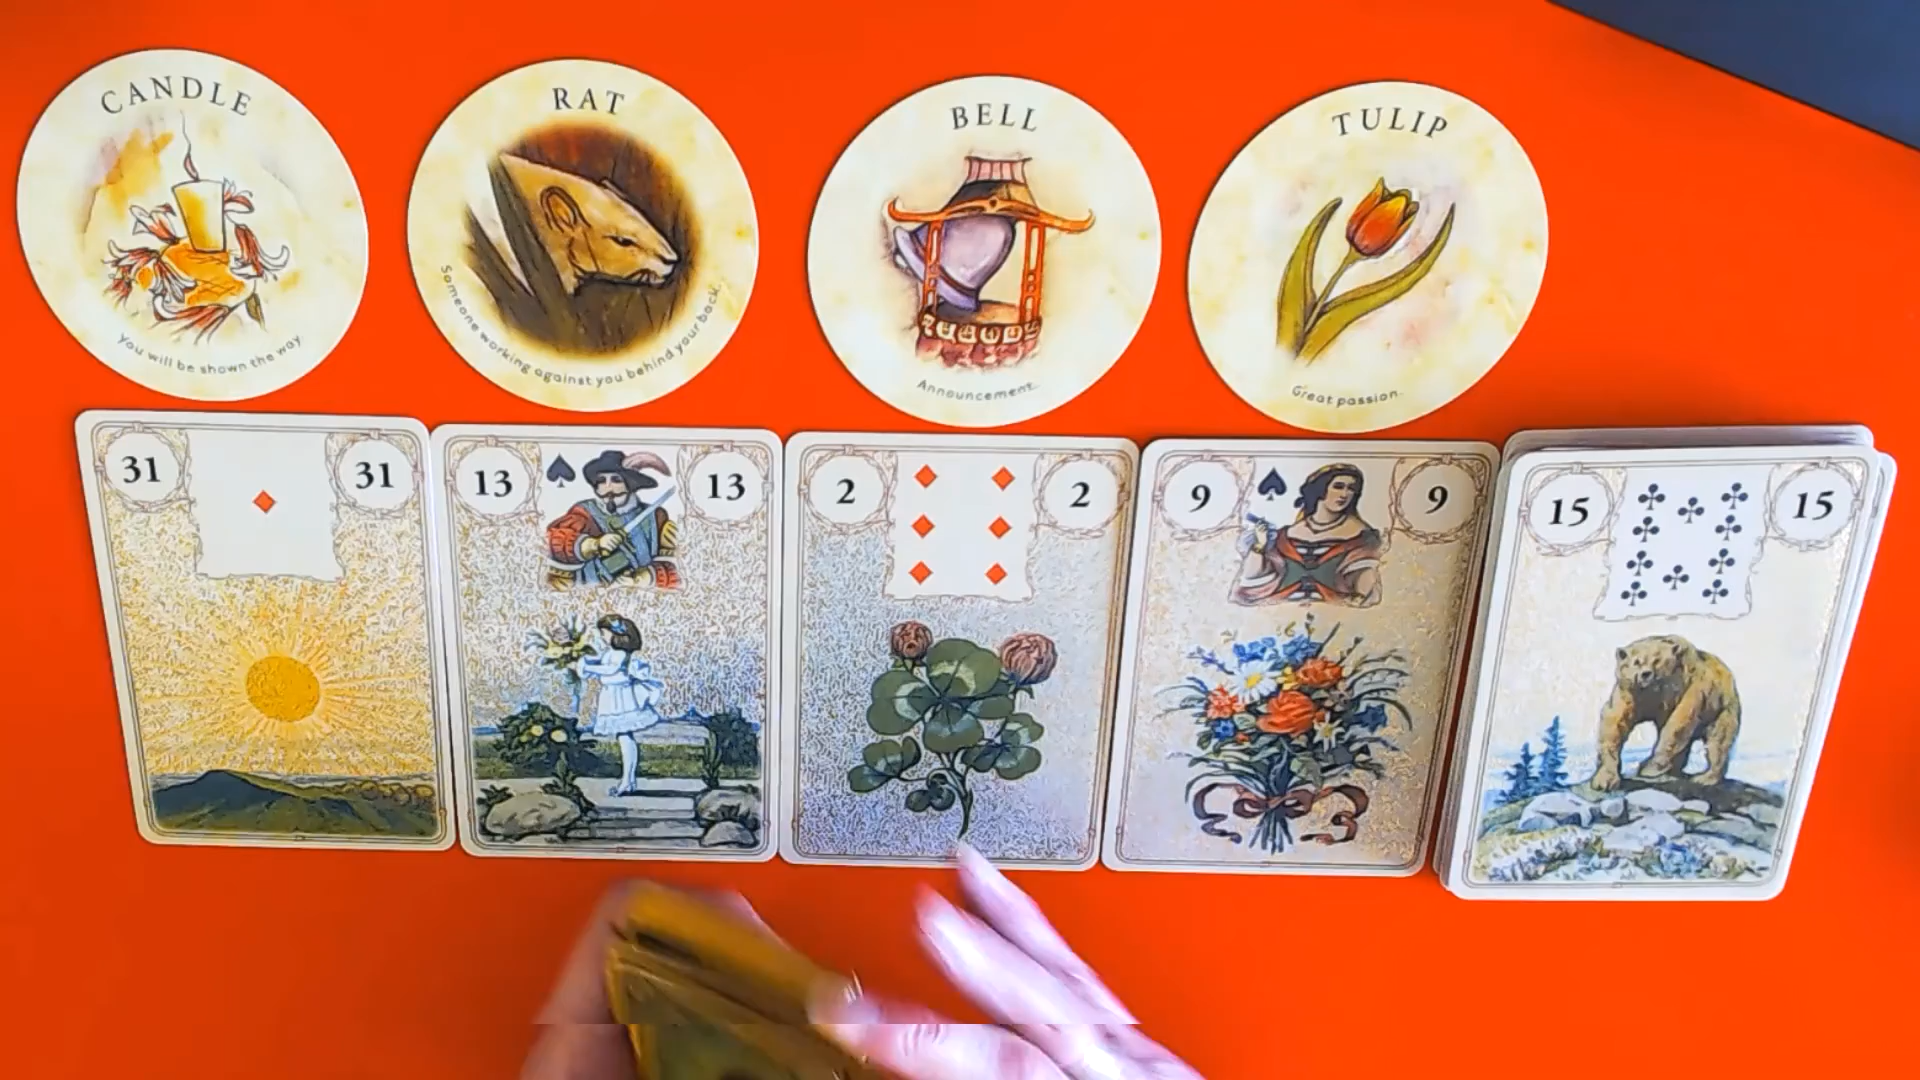 CANDLE
You will be shown the way
RAT
Someone working against you behind your back.
BELL
Announcement.
TULIP
Great passion.
31 31
13 13
2 2
9 9
15 15